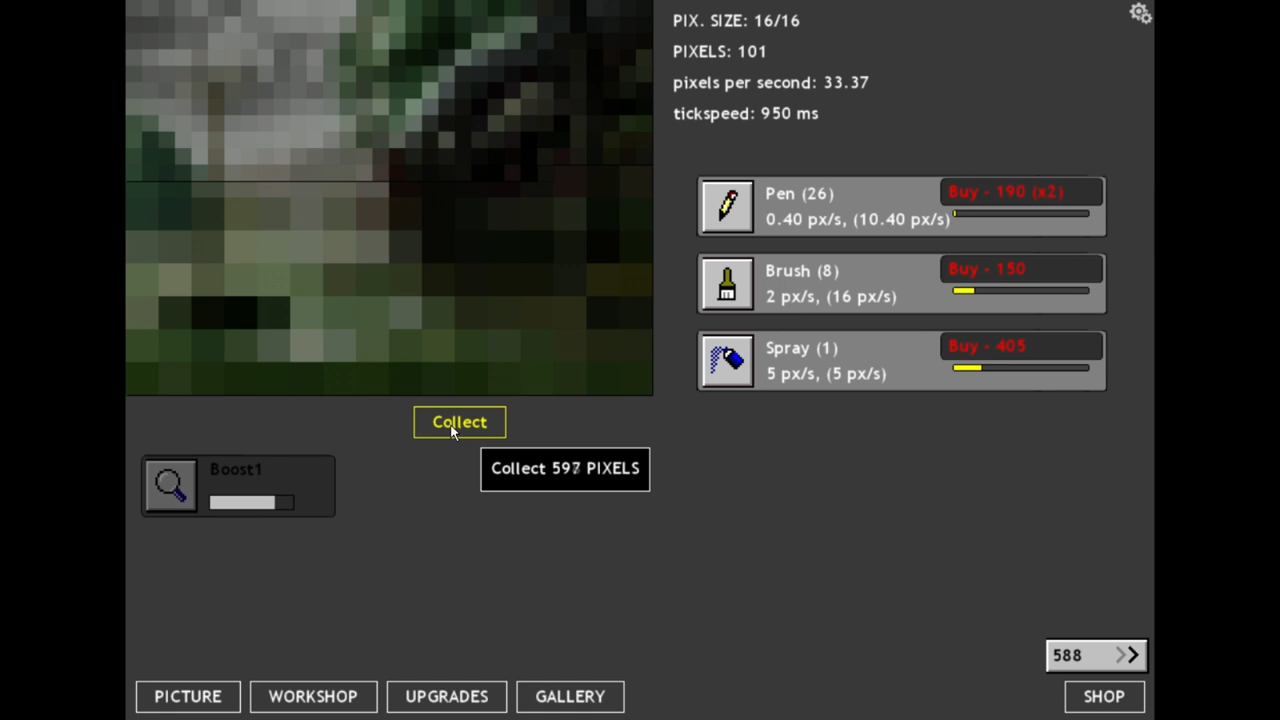 PIX. SIZE: 16/16
PIXELS: 101
pixels per second: 33.37
tickspeed: 950 ms
Pen (26)
Buy - 190 (x2)
0.40 px/s, (10.40 px/s)
Brush (8)
Buy - 150
2 px/s, (16 px/s)
Spray (1)
Buy - 405
5 px/s, (5 px/s)
Collect
Collect 597 PIXELS
Boost1
588
PICTURE
WORKSHOP
UPGRADES
GALLERY
SHOP